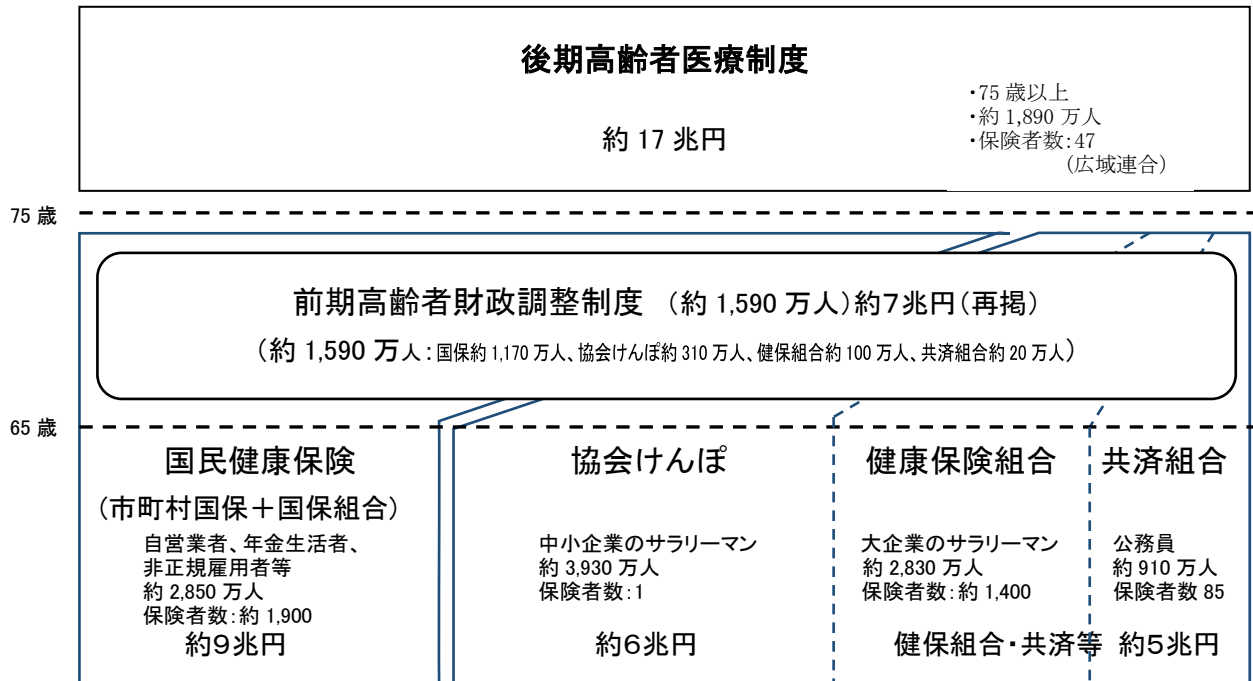 後期高齢者医療制度
約 17 兆円
・75 歳以上
・約 1,890 万人
・保険者数:47
(広域連合)
75 歳
前期高齢者財政調整制度 (約 1,590 万人)約7兆円(再掲)
(約 1,590 万人:国保約 1,170 万人、協会けんぽ約 310 万人、健保組合約 100 万人、共済組合約 20 万人)
65 歳
国民健康保険
(市町村国保+国保組合)
自営業者、年金生活者、
非正規雇用者等
約 2,850 万人
保険者数:約 1,900
約9兆円
協会けんぽ
中小企業のサラリーマン
約 3,930 万人
保険者数:1
約6兆円
健康保険組合
大企業のサラリーマン
約 2,830 万人
保険者数:約 1,400
共済組合
公務員
約 910 万人
保険者数 85
健保組合・共済等 約5兆円